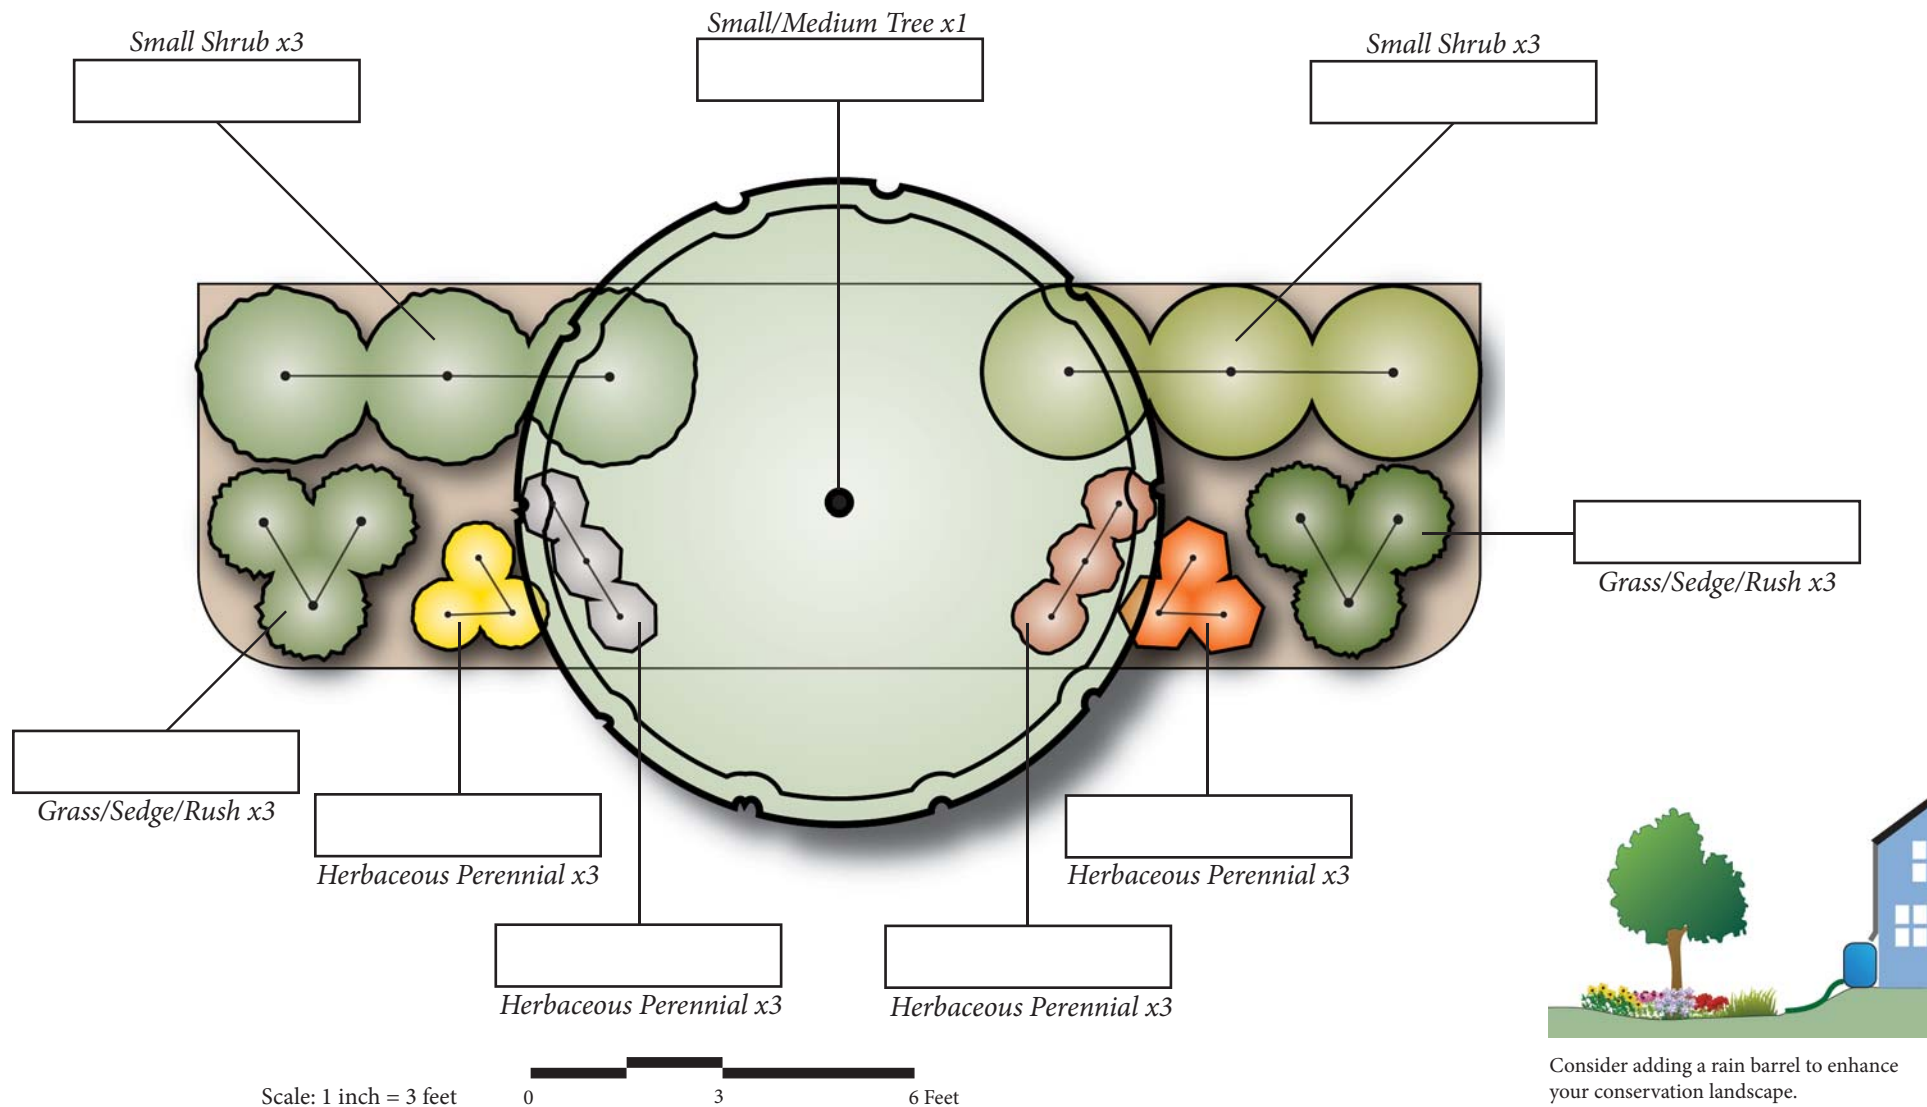 Small/Medium Tree x1
Small Shrub x3
Small Shrub x3
Grass/Sedge/Rush x3
Grass/Sedge/Rush x3
Herbaceous Perennial x3
Herbaceous Perennial x3
Herbaceous Perennial x3
Herbaceous Perennial x3
Scale: 1 inch = 3 feet
0 3 6 Feet
Consider adding a rain barrel to enhance
your conservation landscape.